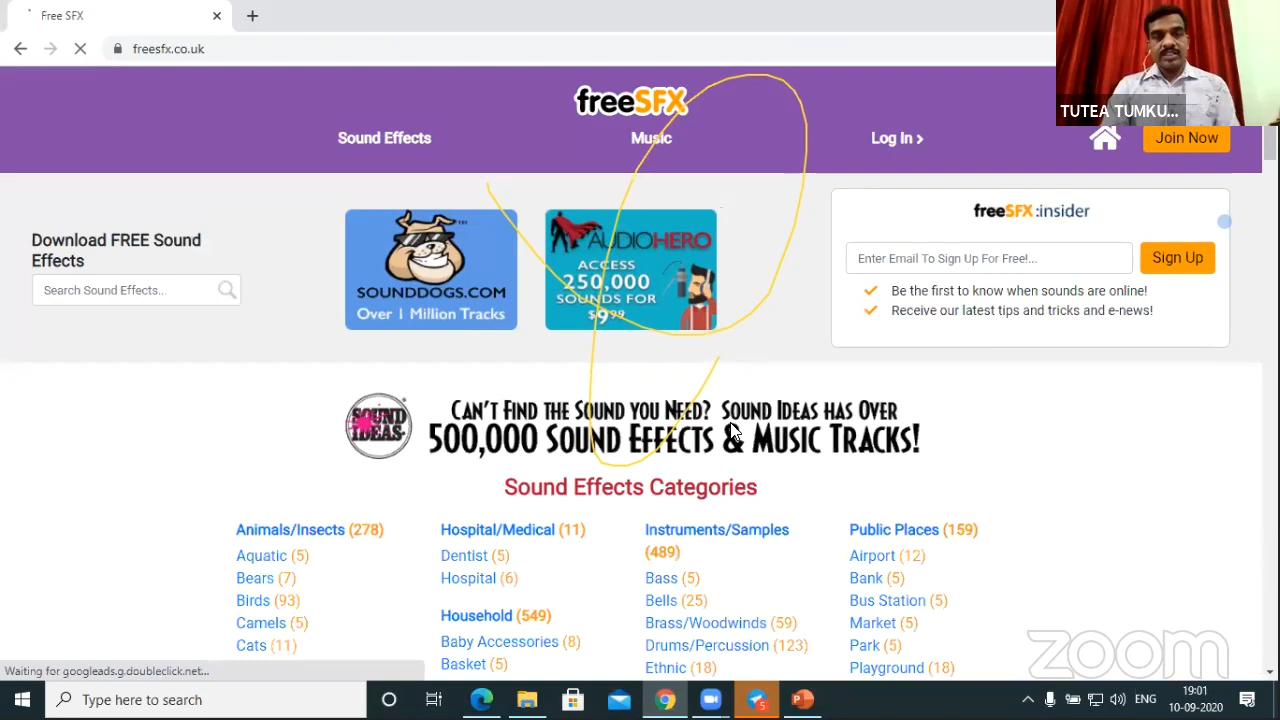 Free SFX
freesfx.co.uk
TUTEA TUMKU...
freeSFX
Sound Effects
Music
Log In >
Join Now
Download FREE Sound
Effects
Search Sound Effects...
SOUNDDOGS.COM
Over 1 Million Tracks
AUDIOHERO
ACCESS
250,000
SOUNDS FOR
$9.99
freeSFX:insider
Enter Email To Sign Up For Free!...
Sign Up
Be the first to know when sounds are online!
Receive our latest tips and tricks and e-news!
SOUND
IDEAS
CAN'T FIND THE SOUND YOU NEED? SOUND IDEAS HAS OVER
500,000 SOUND EFFECTS & MUSIC TRACKS!
Sound Effects Categories
Animals/Insects (278)
Aquatic (5)
Bears (7)
Birds (93)
Camels (5)
Cats (11)
Hospital/Medical (11)
Dentist (5)
Hospital (6)
Household (549)
Baby Accessories (8)
Basket (5)
Instruments/Samples
(489)
Bass (5)
Bells (25)
Brass/Woodwinds (59)
Drums/Percussion (123)
Ethnic (18)
Public Places (159)
Airport (12)
Bank (5)
Bus Station (5)
Market (5)
Park (5)
Playground (18)
zoom
Waiting for googleads.g.doubleclick.net...
Type here to search
5
ENG
19:01
10-09-2020